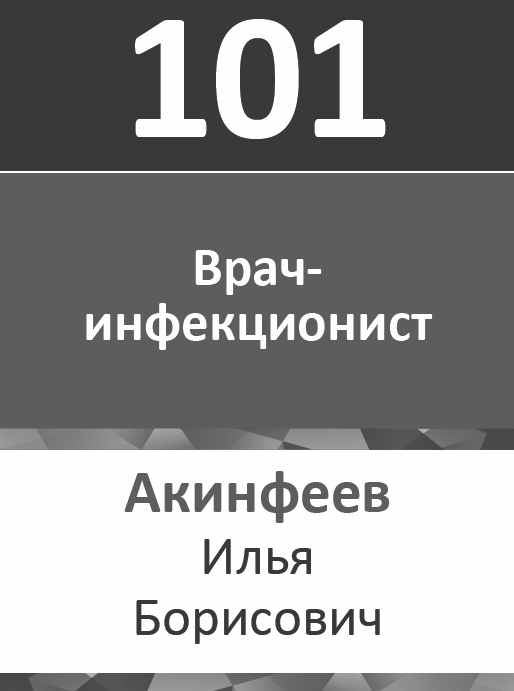 101
Врач-
инфекционист
Акинфеев
Илья
Борисович